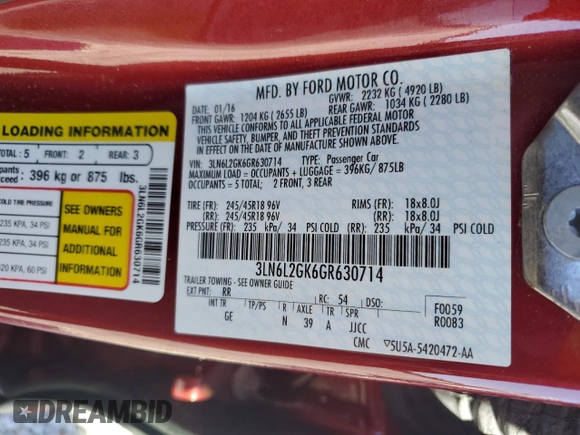 MFD. BY FORD MOTOR CO.
DATE: 01/16 GVWR: 2232 KG ( 4920 LB)
FRONT GAWR: 1204 KG ( 2655 LB) REAR GAWR: 1034 KG ( 2280 LB)
THIS VEHICLE CONFORMS TO ALL APPLICABLE FEDERAL MOTOR
VEHICLE SAFETY, BUMPER, AND THEFT PREVENTION STANDARDS
IN EFFECT ON THE DATE OF MANUFACTURE SHOWN ABOVE.
VIN: 3LN6L2GK6GR630714 TYPE: Passenger Car
MAXIMUM LOAD= OCCUPANTS + LUGGAGE = 396KG/ 875LB
OCCUPANTS = 5 TOTAL: 2 FRONT, 3 REAR
TIRE (FR): 245/45R18 96V RIMS (FR): 18x8.0J
(RR): 245/45R18 96V (RR): 18x8.0J
PRESSURE (FR): 235 kPa/ 34 PSI COLD (RR): 235 kPa/ 34 PSI COLD
3LN6L2GK6GR630714
TRAILER TOWING - SEE OWNER GUIDE
EXT PNT: RR RC: 54 DSO: F0059
INT TR TP/PS R AXLE TR SPR R0083
GE N 39 A JJCC
CMC 5U5A-5420472-AA
LOADING INFORMATION
TOTAL : 5 FRONT: 2 REAR: 3
396 kg or 875 lbs.
COLD TIRE PRESSURE
235 KPA, 34 PSI
235 KPA, 34 PSI
420 KPA, 60 PSI
SEE OWNERS
MANUAL FOR
ADDITIONAL
INFORMATION
3LN6L2GK6GR630714
DREAMBID